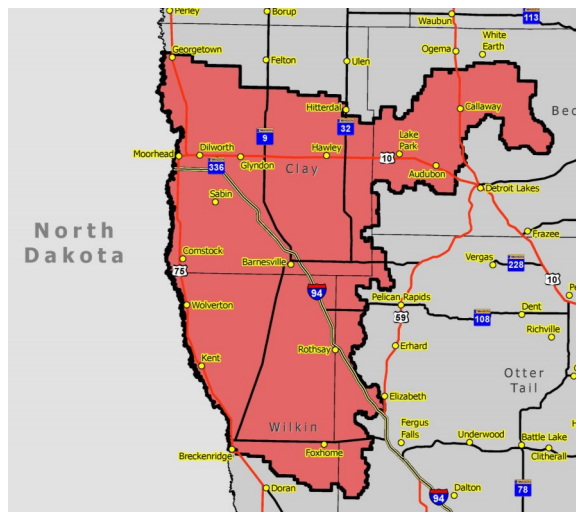 Perley
Borup
Waubun
113
Georgetown
Felton
Ulen
Ogema
White
Earth
Hitterdal
Callaway
Bec
9
32
Lake
Park
Moorhead
Dilworth
Glyndon
Hawley
10
336
Clay
Audubon
Detroit Lakes
Sabin
North
Dakota
Frazee
Comstock
Barnesville
Vergas
228
75
10
94
Pelican Rapids
Wolverton
59
108
Dent
Pe
Richville
Rothsay
Erhard
Kent
Otter
Tail
Elizabeth
Wilkin
Fergus
Falls
Underwood
Battle Lake
H
Breckenridge
Foxhome
Clitherall
Doran
94
Dalton
78